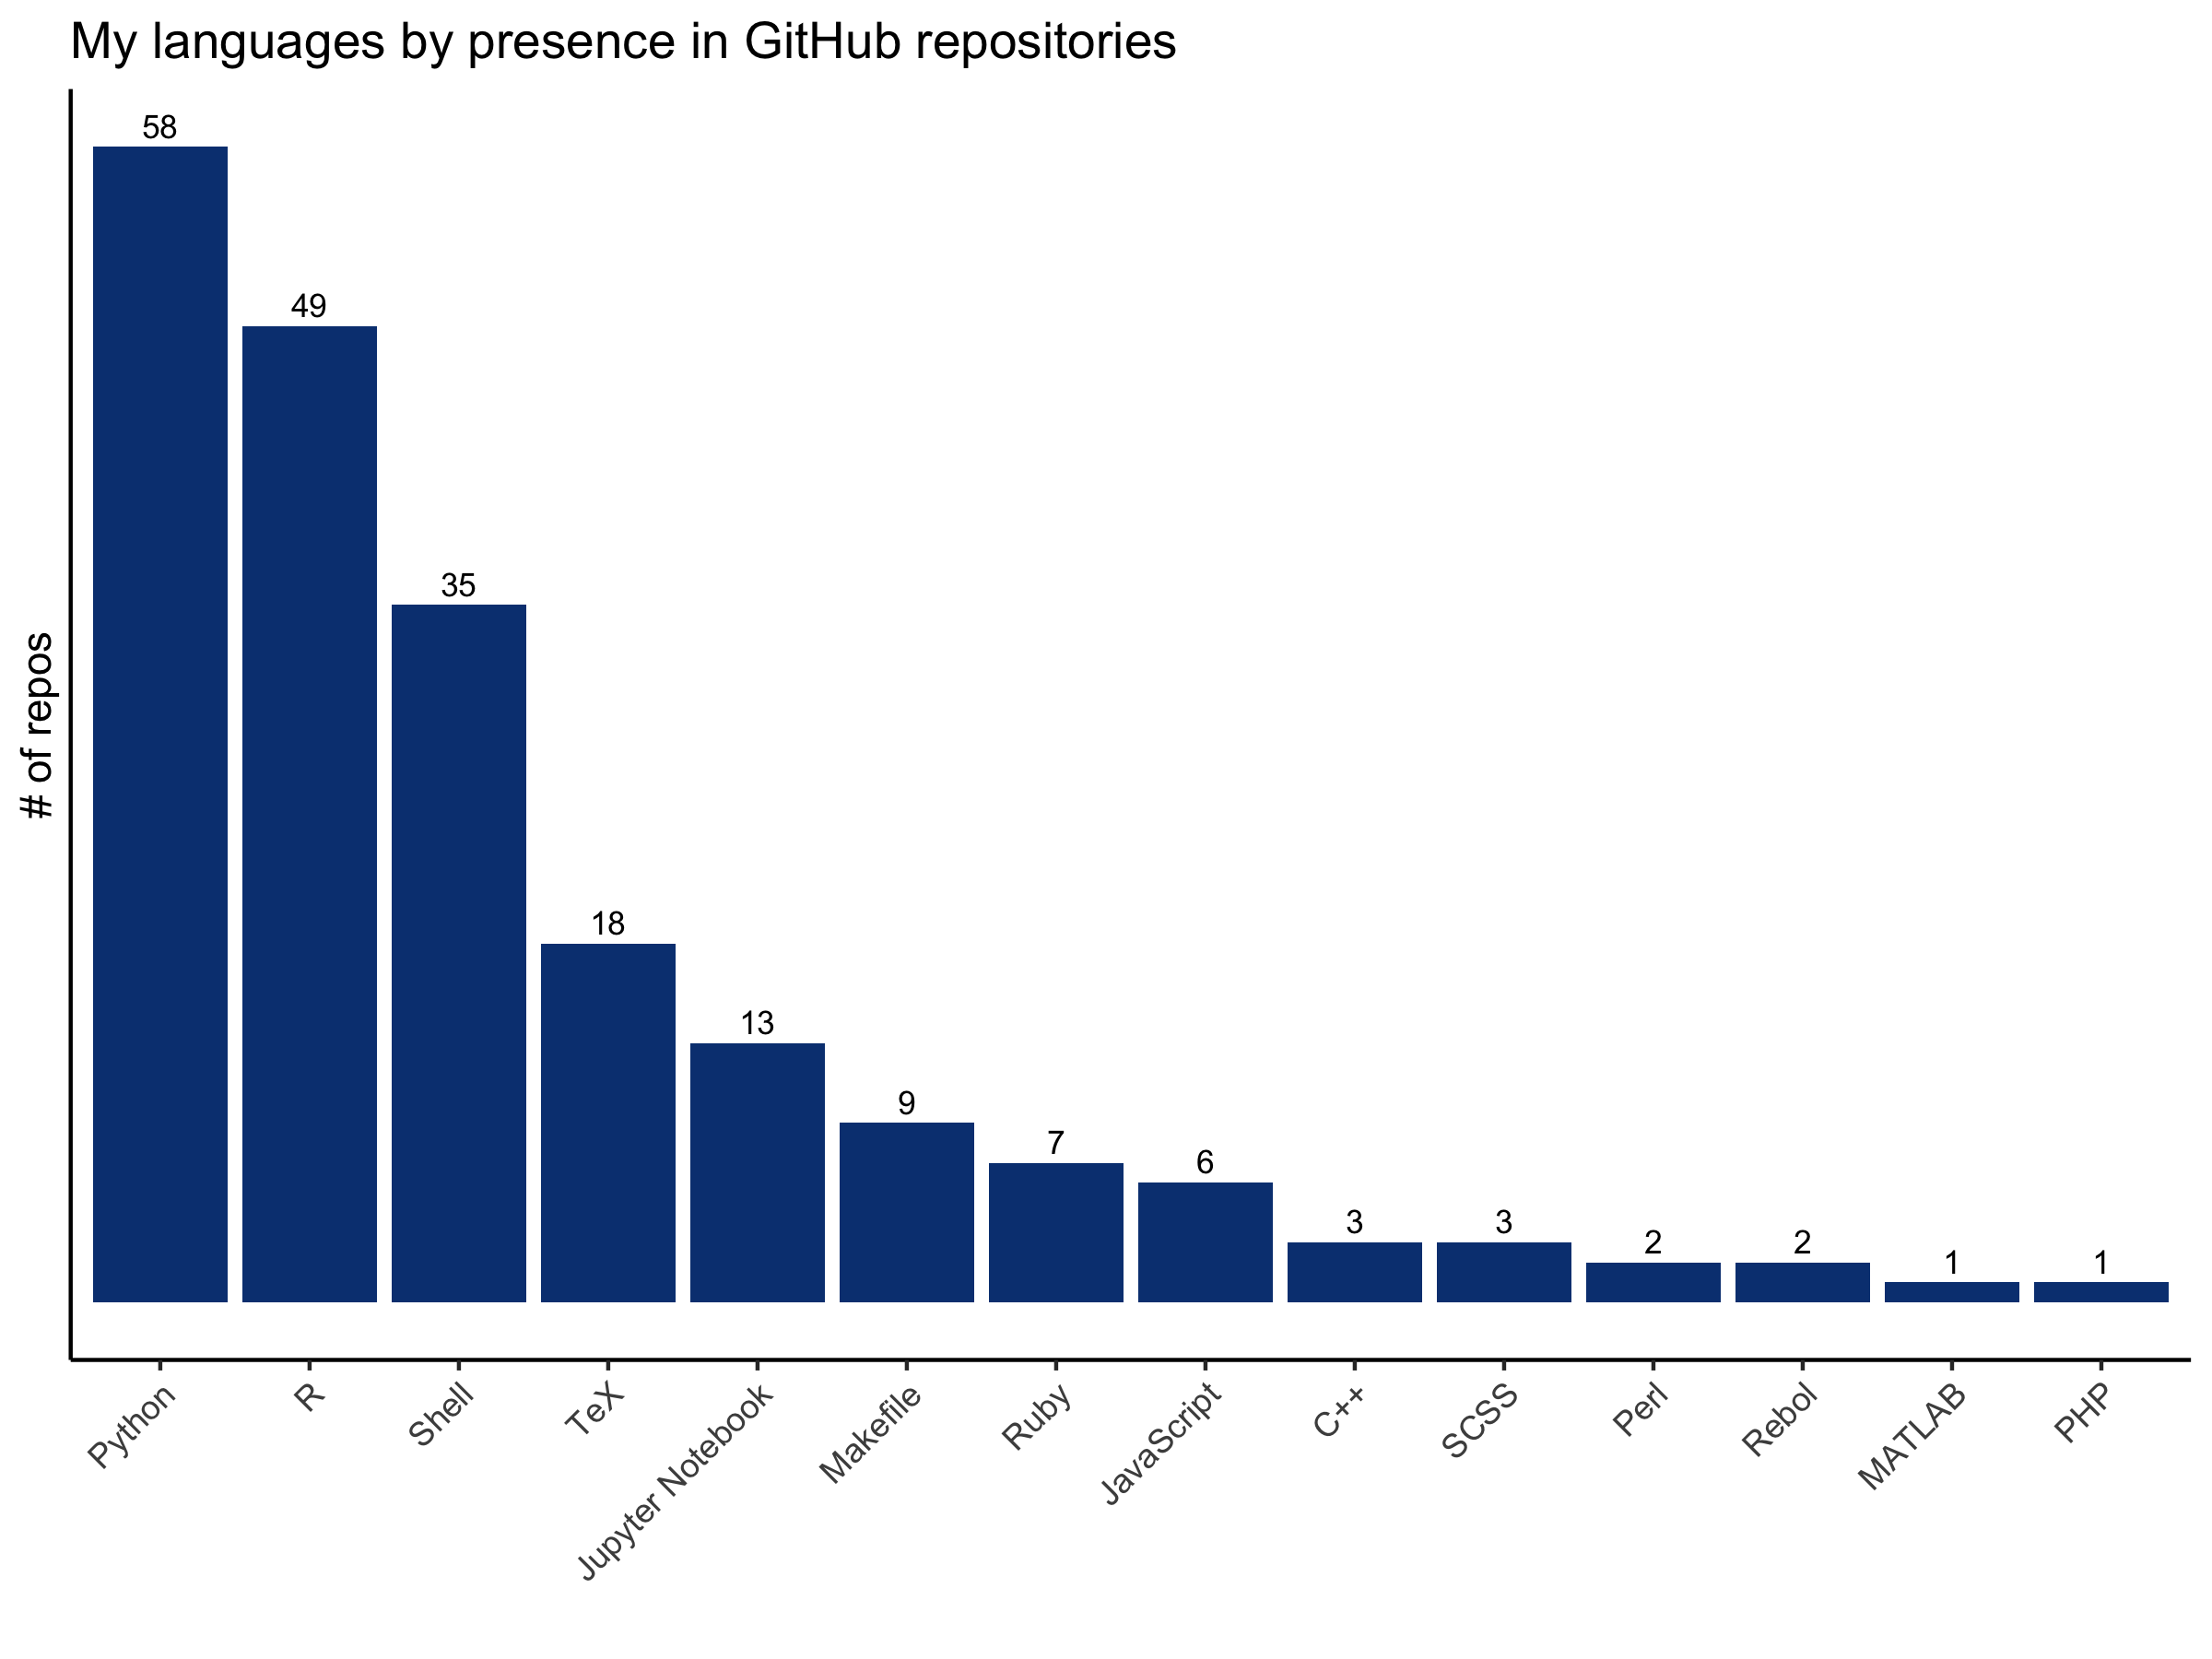 My languages by presence in GitHub repositories
# of repos
58
49
35
18
13
9
7
6
3
3
2
2
1
1
Python
R
Shell
TeX
Jupyter Notebook
Makefile
Ruby
JavaScript
C++
SCSS
Perl
Rebol
MATLAB
PHP